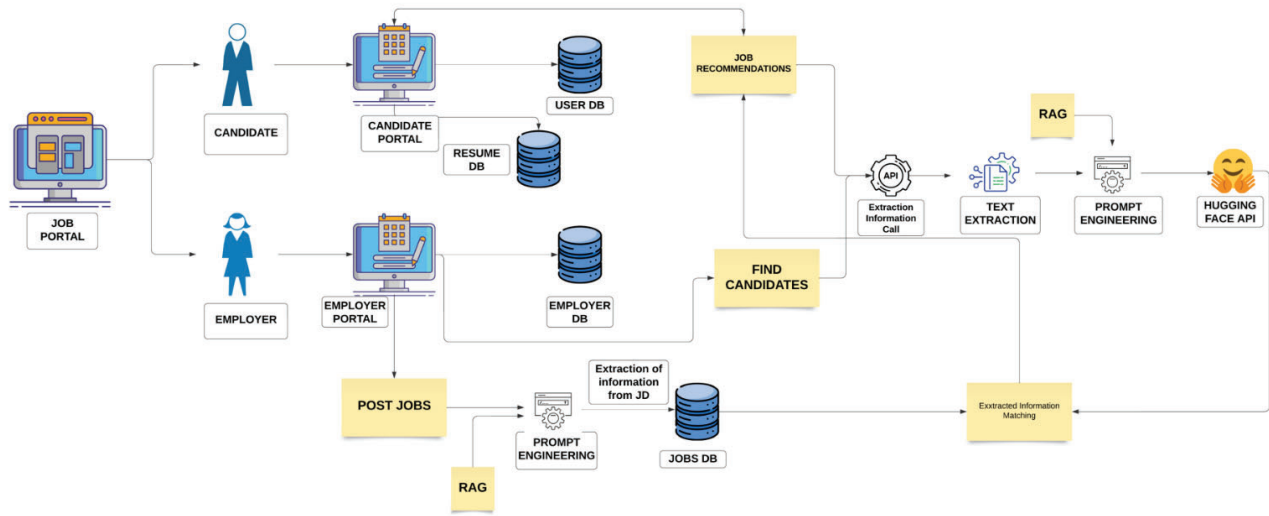 JOB
RECOMMENDATIONS
USER DB
CANDIDATE
CANDIDATE
PORTAL
RESUME
DB
RAG
API
JOB
PORTAL
Extraction
Information
Call
TEXT
EXTRACTION
PROMPT
ENGINEERING
HUGGING
FACE API
FIND
CANDIDATES
EMPLOYER
EMPLOYER
PORTAL
EMPLOYER
DB
POST JOBS
Extraction of
information
from JD
Exxtracted Information
Matching
PROMPT
ENGINEERING
JOBS DB
RAG